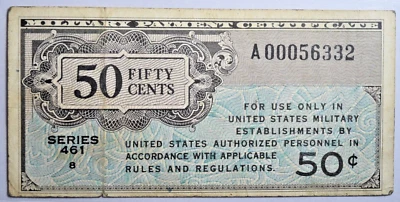 MILITARY PAYMENT CERTIFICATE
A00056332
50 FIFTY CENTS
FOR USE ONLY IN
UNITED STATES MILITARY
ESTABLISHMENTS BY
UNITED STATES AUTHORIZED PERSONNEL IN
ACCORDANCE WITH APPLICABLE
RULES AND REGULATIONS.
SERIES
461
8
50¢